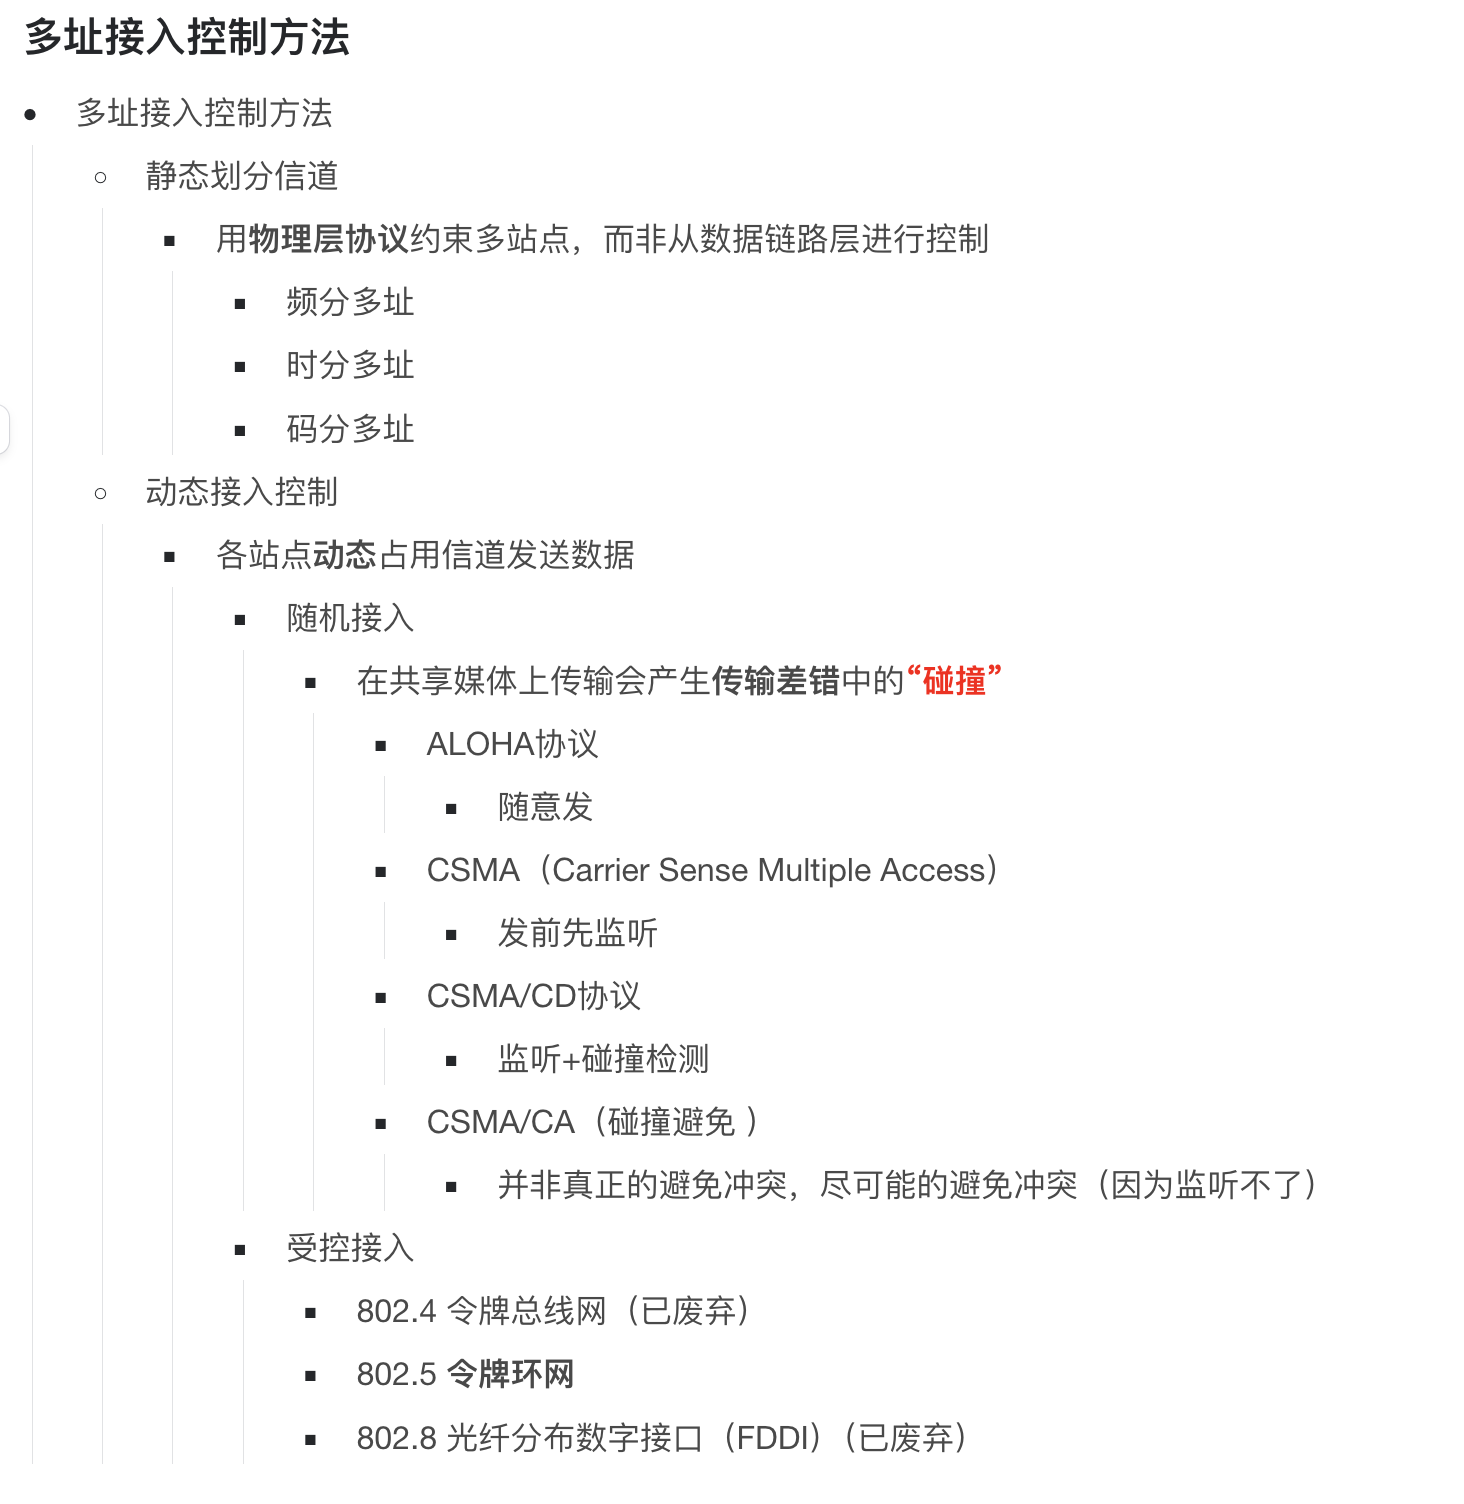 多址接入控制方法
多址接入控制方法
静态划分信道
用物理层协议约束多站点，而非从数据链路层进行控制
频分多址
时分多址
码分多址
动态接入控制
各站点动态占用信道发送数据
随机接入
在共享媒体上传输会产生传输差错中的“碰撞”
ALOHA协议
随意发
CSMA（Carrier Sense Multiple Access）
发前先监听
CSMA/CD协议
监听+碰撞检测
CSMA/CA（碰撞避免 ）
并非真正的避免冲突，尽可能的避免冲突（因为监听不了）
受控接入
802.4 令牌总线网（已废弃）
802.5 令牌环网
802.8 光纤分布数字接口（FDDI）（已废弃）